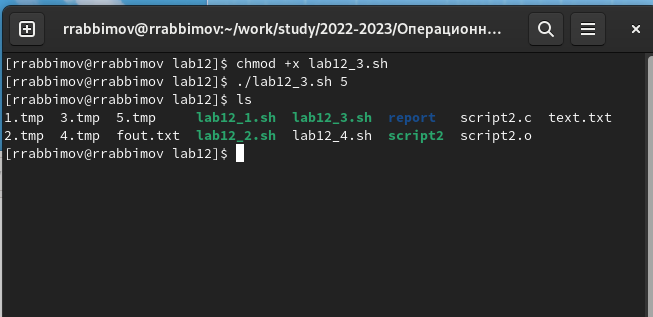 rrabbimov@rrabbimov:~/work/study/2022-2023/Операционн...
[rrabbimov@rrabbimov lab12]$ chmod +x lab12_3.sh
[rrabbimov@rrabbimov lab12]$ ./lab12_3.sh 5
[rrabbimov@rrabbimov lab12]$ ls
1.tmp  3.tmp  5.tmp     lab12_1.sh  lab12_3.sh  report   script2.c  text.txt
2.tmp  4.tmp  fout.txt  lab12_2.sh  lab12_4.sh  script2  script2.o
[rrabbimov@rrabbimov lab12]$